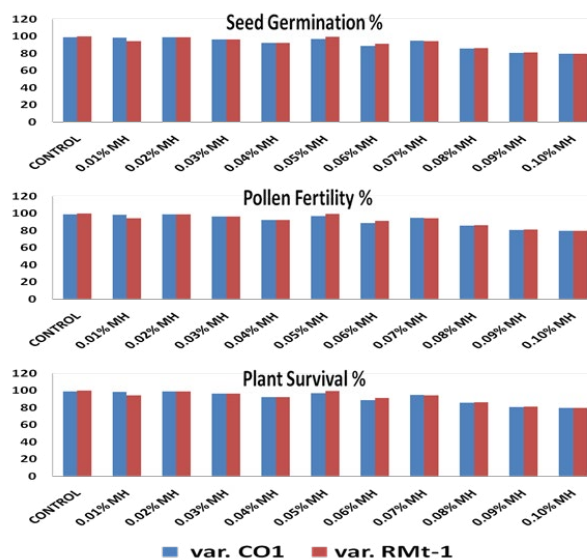 Seed Germination %
120
100
80
60
40
20
0
CONTROL
0.01% MH
0.02% MH
0.03% MH
0.04% MH
0.05% MH
0.06% MH
0.07% MH
0.08% MH
0.09% MH
0.10% MH
Pollen Fertility %
120
100
80
60
40
20
0
CONTROL
0.01% MH
0.02% MH
0.03% MH
0.04% MH
0.05% MH
0.06% MH
0.07% MH
0.08% MH
0.09% MH
0.10% MH
Plant Survival %
120
100
80
60
40
20
0
CONTROL
0.01% MH
0.02% MH
0.03% MH
0.04% MH
0.05% MH
0.06% MH
0.07% MH
0.08% MH
0.09% MH
0.10% MH
var. CO1 var. RMt-1